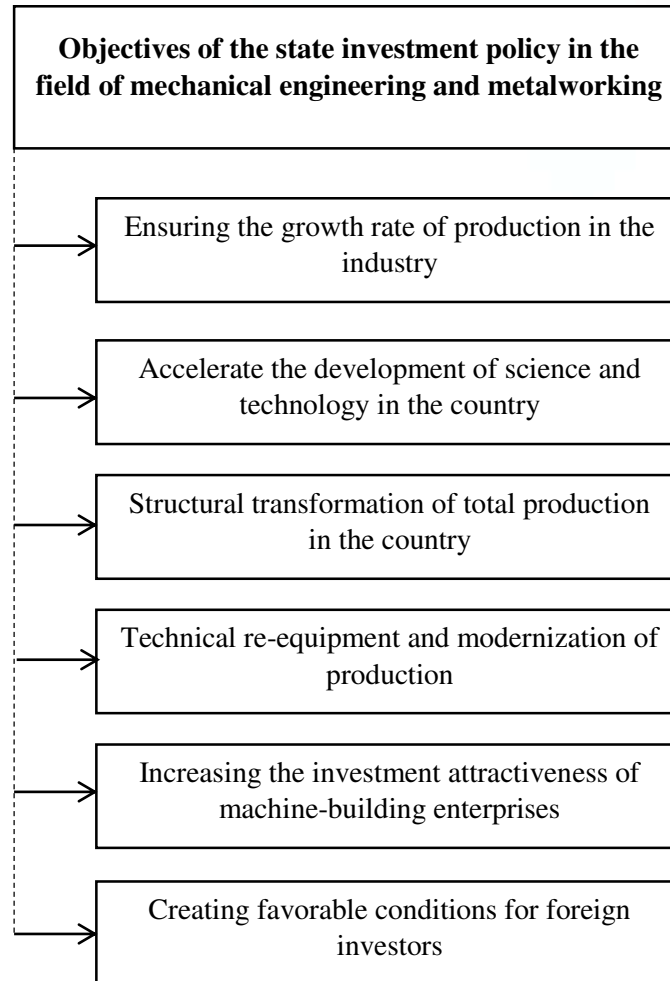 Objectives of the state investment policy in the
field of mechanical engineering and metalworking
Ensuring the growth rate of production in the
industry
Accelerate the development of science and
technology in the country
Structural transformation of total production
in the country
Technical re-equipment and modernization of
production
Increasing the investment attractiveness of
machine-building enterprises
Creating favorable conditions for foreign
investors